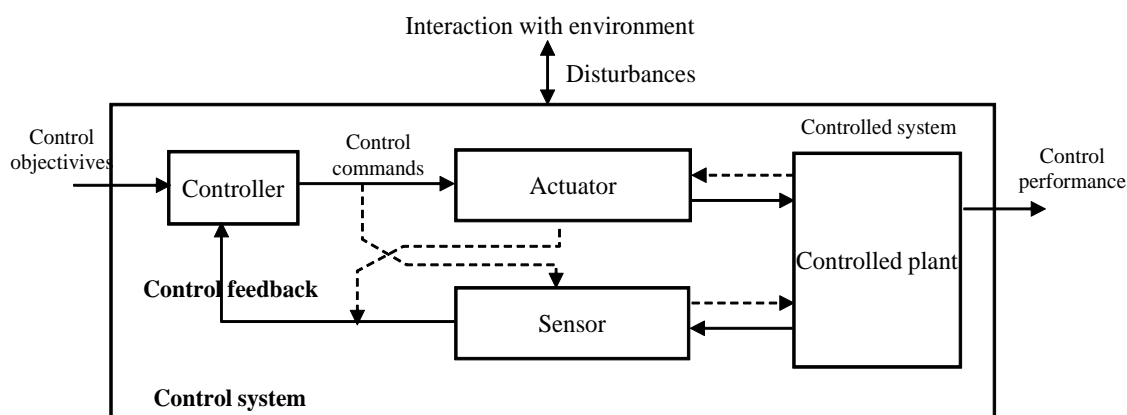 Interaction with environment
Disturbances
Control
objectivives
Controller
Control
commands
Actuator
Controlled system
Control
performance
Controlled plant
Control feedback
Sensor
Control system